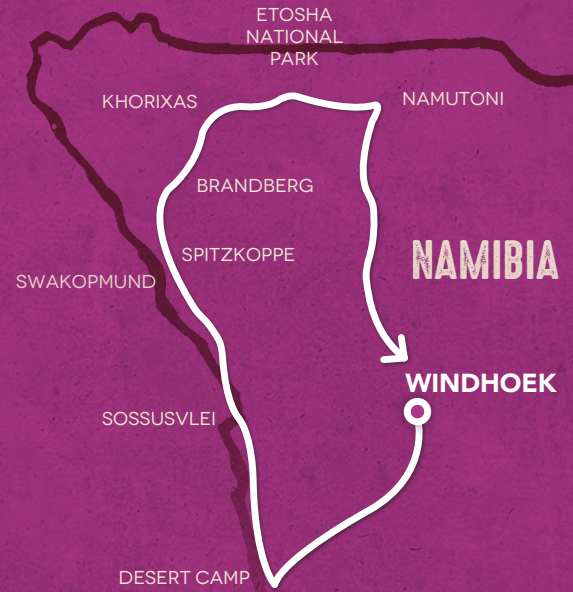 ETOSHA
NATIONAL
PARK
KHORIXAS
NAMUTONI
BRANDBERG
SPITZKOPPE
NAMIBIA
SWAKOPMUND
WINDHOEK
SOSSUSVLEI
DESERT CAMP